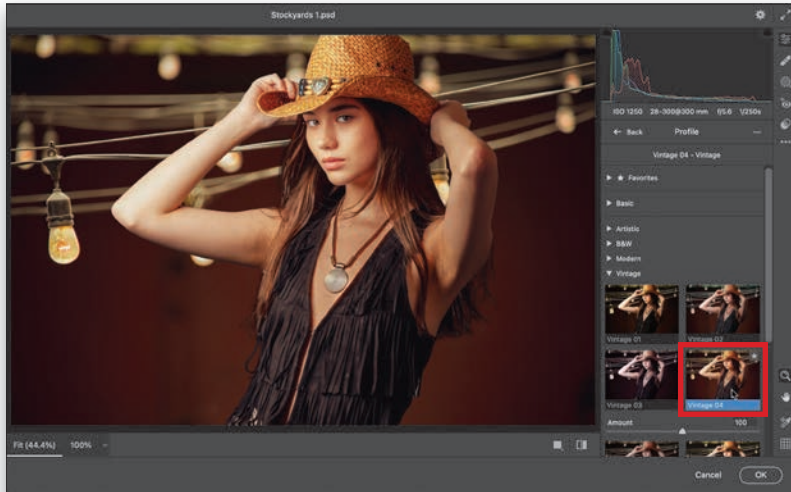 Stockyards 1.psd
ISO 1250 28-300@300 mm f/5.6 1/250s
← Back Profile ...
Vintage 04 - Vintage
★ Favorites
Basic
Artistic
B&W
Modern
Vintage
Vintage 01 Vintage 02
Vintage 03 Vintage 04
Amount 100
Fit (44.4%) 100%
Cancel OK